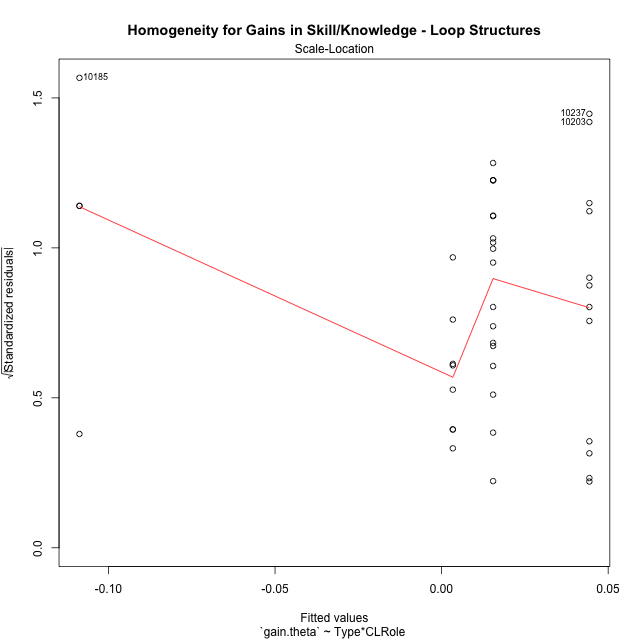 Homogeneity for Gains in Skill/Knowledge - Loop Structures
Scale-Location
10185
10237
10203
√|Standardized residuals|
1.5
1.0
0.5
0.0
-0.10
-0.05
0.00
0.05
Fitted values
`gain.theta` ~ Type*CLRole